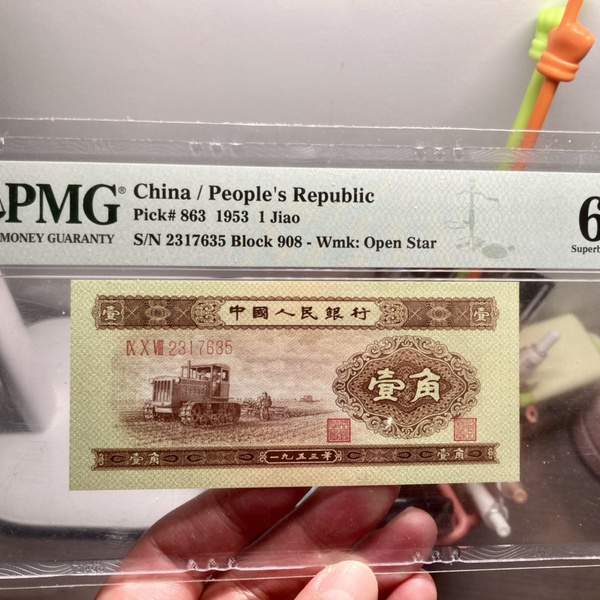 PMG®
MONEY GUARANTY
China / People's Republic
Pick# 863 1953 1 Jiao
S/N 2317635 Block 908 - Wmk: Open Star
6
Superb
壹
中國人民銀行
壹
IX X VIII 2317635
壹角
壹角
一九五三年
壹角